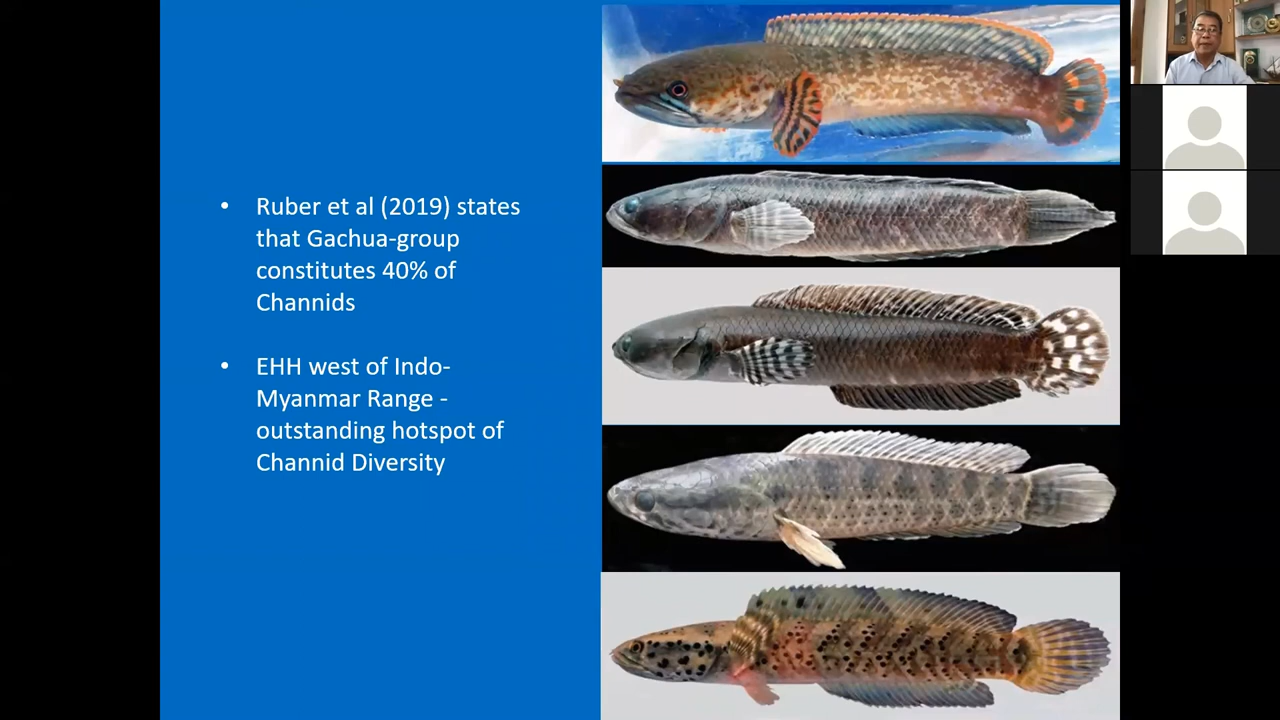 • Ruber et al (2019) states
that Gachua-group
constitutes 40% of
Channids
• EHH west of Indo-
Myanmar Range -
outstanding hotspot of
Channid Diversity